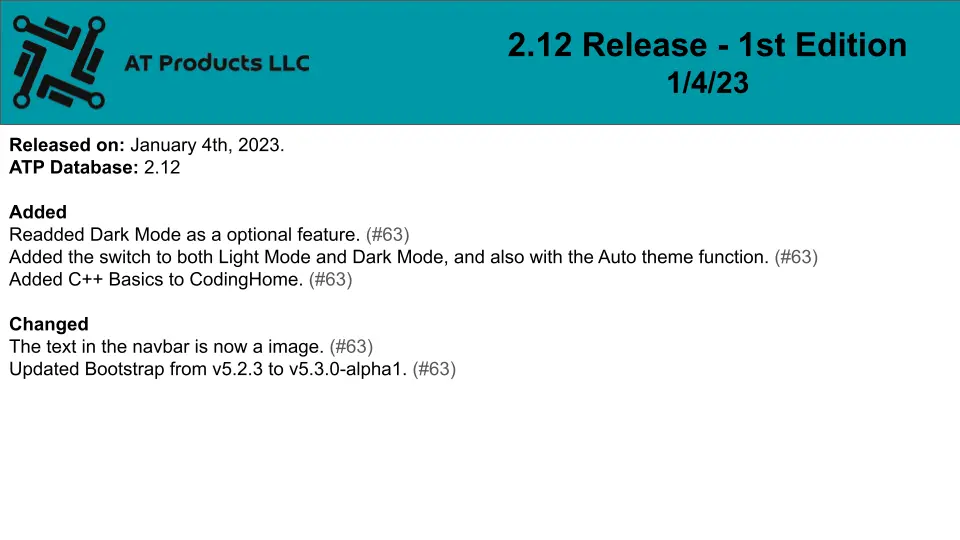 AT Products LLC
2.12 Release - 1st Edition
1/4/23
Released on: January 4th, 2023.
ATP Database: 2.12
Added
Readded Dark Mode as a optional feature. (#63)
Added the switch to both Light Mode and Dark Mode, and also with the Auto theme function. (#63)
Added C++ Basics to CodingHome. (#63)
Changed
The text in the navbar is now a image. (#63)
Updated Bootstrap from v5.2.3 to v5.3.0-alpha1. (#63)